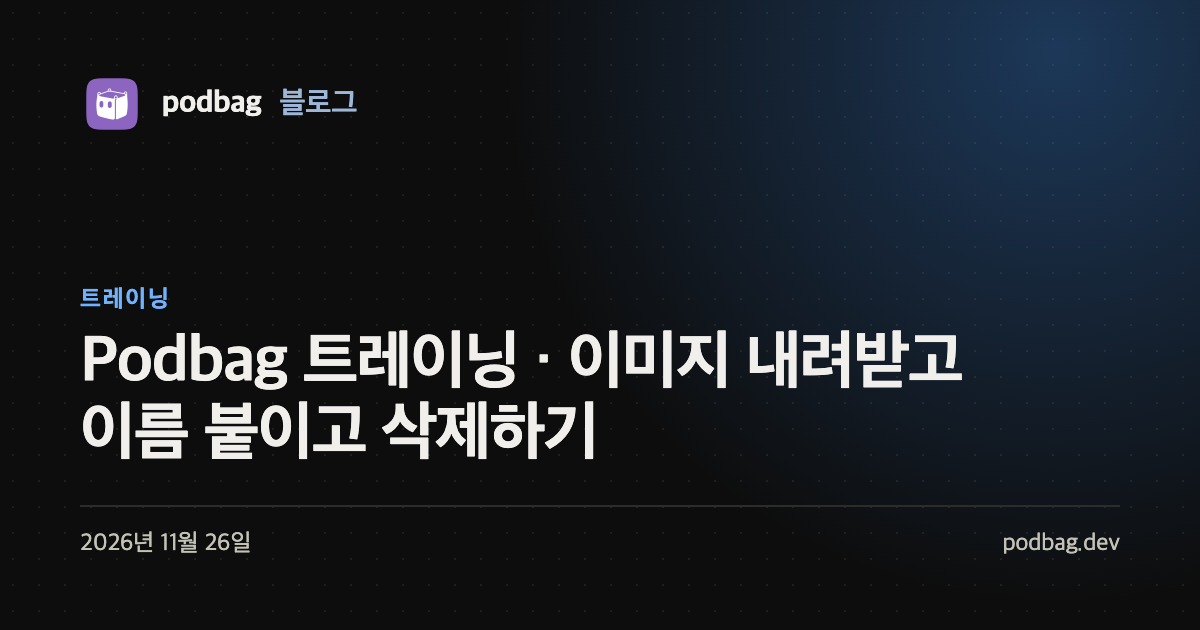 podbag 블로그
트레이닝
Podbag 트레이닝 · 이미지 내려받고
이름 붙이고 삭제하기
2026년 11월 26일
podbag.dev